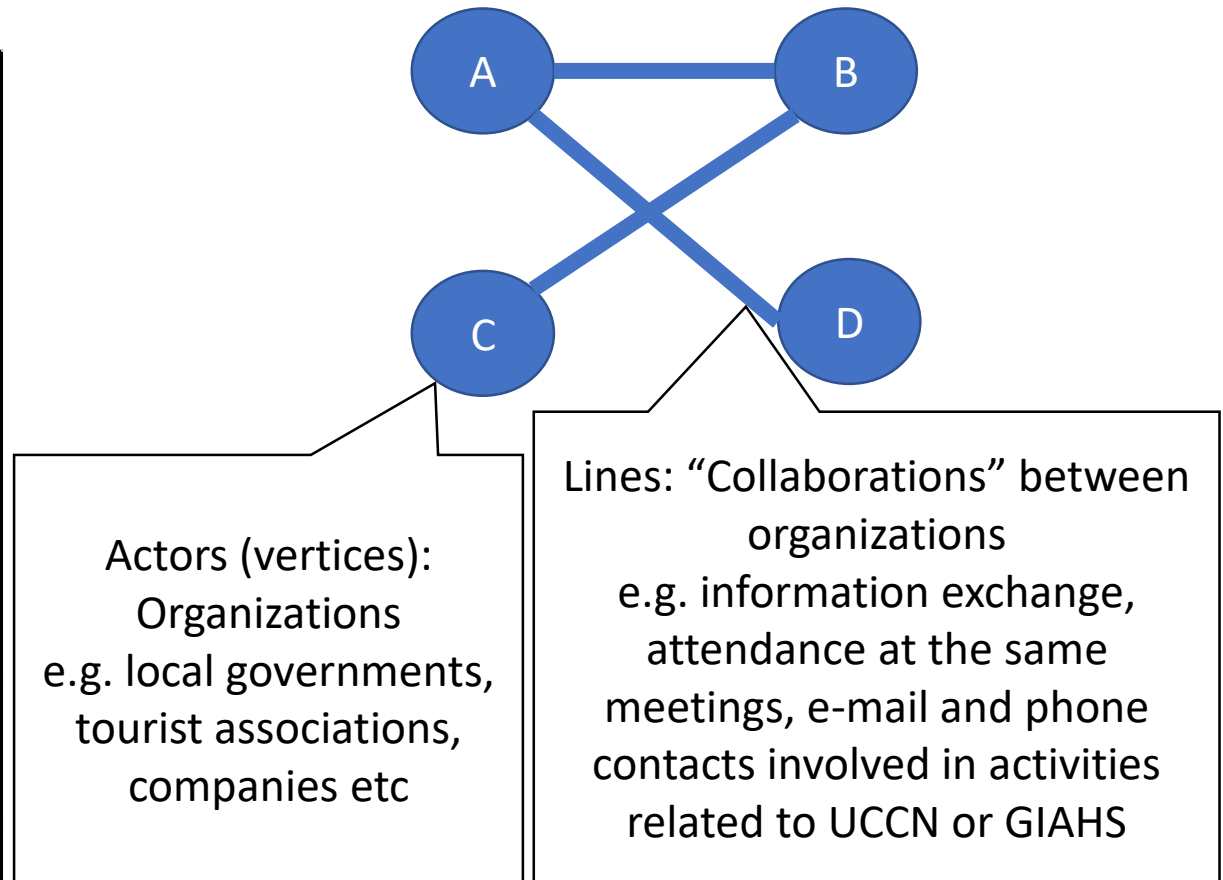 A
B
C
D
Actors (vertices):
Organizations
e.g. local governments,
tourist associations,
companies etc
Lines: “Collaborations” between
organizations
e.g. information exchange,
attendance at the same
meetings, e-mail and phone
contacts involved in activities
related to UCCN or GIAHS